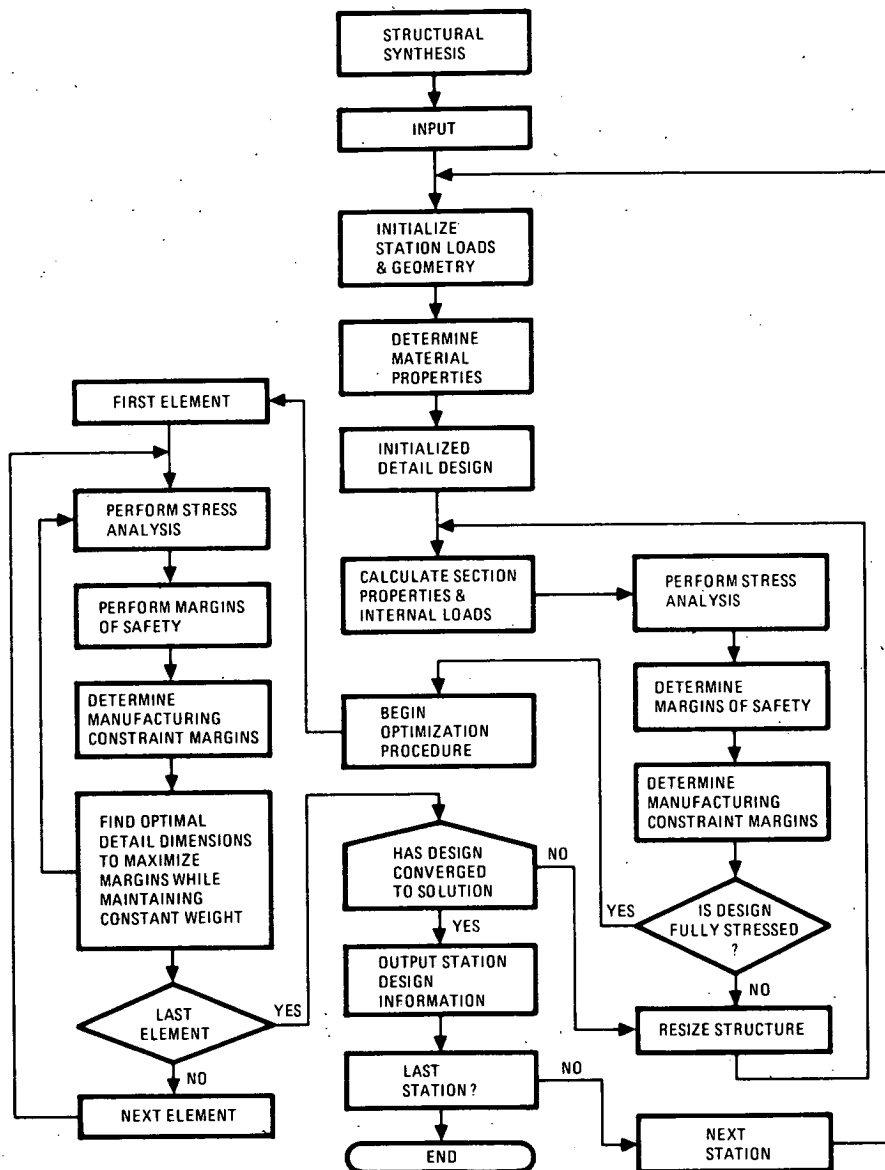 STRUCTURAL
SYNTHESIS
INPUT
INITIALIZE
STATION LOADS
& GEOMETRY
DETERMINE
MATERIAL
PROPERTIES
INITIALIZED
DETAIL DESIGN
CALCULATE SECTION
PROPERTIES &
INTERNAL LOADS
PERFORM STRESS
ANALYSIS
DETERMINE
MARGINS OF SAFETY
DETERMINE
MANUFACTURING
CONSTRAINT MARGINS
IS DESIGN
FULLY STRESSED
?
YES
NO
RESIZE STRUCTURE
BEGIN
OPTIMIZATION
PROCEDURE
FIRST ELEMENT
PERFORM STRESS
ANALYSIS
PERFORM MARGINS
OF SAFETY
DETERMINE
MANUFACTURING
CONSTRAINT MARGINS
FIND OPTIMAL
DETAIL DIMENSIONS
TO MAXIMIZE
MARGINS WHILE
MAINTAINING
CONSTANT WEIGHT
LAST
ELEMENT
YES
NO
NEXT ELEMENT
HAS DESIGN
CONVERGED
TO SOLUTION
NO
YES
OUTPUT STATION
DESIGN
INFORMATION
LAST
STATION?
NO
NEXT
STATION
END